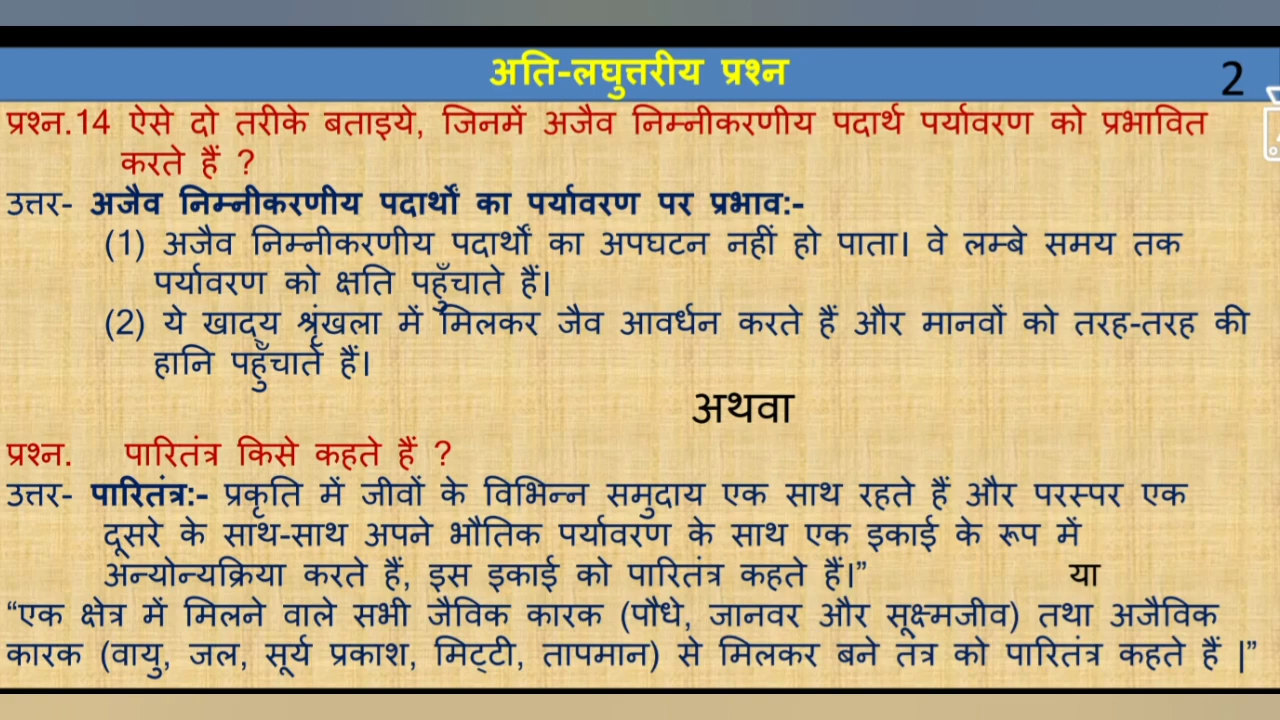 अति-लघुत्तरीय प्रश्न
2
प्रश्न.14 ऐसे दो तरीके बताइये, जिनमें अजैव निम्नीकरणीय पदार्थ पर्यावरण को प्रभावित
करते हैं ?
उत्तर- अजैव निम्नीकरणीय पदार्थों का पर्यावरण पर प्रभाव:-
(1) अजैव निम्नीकरणीय पदार्थों का अपघटन नहीं हो पाता। वे लम्बे समय तक
पर्यावरण को क्षति पहुँचाते हैं।
(2) ये खाद्य श्रृंखला में मिलकर जैव आवर्धन करते हैं और मानवों को तरह-तरह की
हानि पहुँचाते हैं।
अथवा
प्रश्न. पारितंत्र किसे कहते हैं ?
उत्तर- पारितंत्र:- प्रकृति में जीवों के विभिन्न समुदाय एक साथ रहते हैं और परस्पर एक
दूसरे के साथ-साथ अपने भौतिक पर्यावरण के साथ एक इकाई के रूप में
अन्योन्यक्रिया करते हैं, इस इकाई को पारितंत्र कहते हैं।” या
“एक क्षेत्र में मिलने वाले सभी जैविक कारक (पौधे, जानवर और सूक्ष्मजीव) तथा अजैविक
कारक (वायु, जल, सूर्य प्रकाश, मिट्टी, तापमान) से मिलकर बने तंत्र को पारितंत्र कहते हैं |”